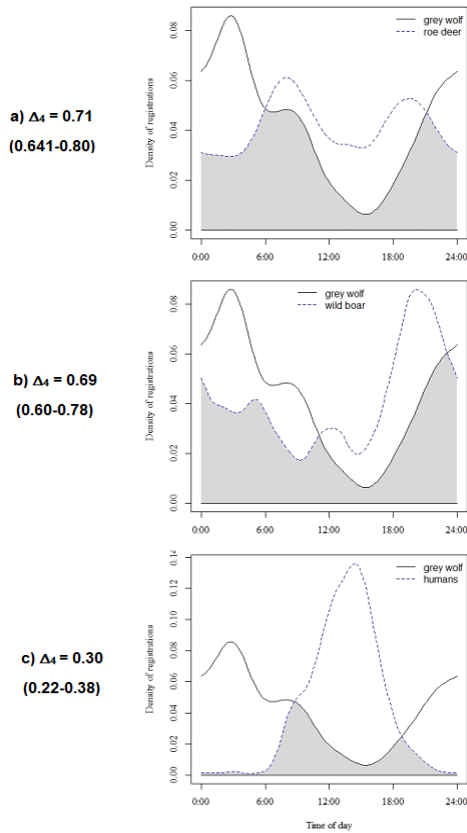 a) Δ₄ = 0.71
(0.641-0.80)
Density of registrations
0.00 0.02 0.04 0.06 0.08
grey wolf
roe deer
0:00 6:00 12:00 18:00 24:00
b) Δ₄ = 0.69
(0.60-0.78)
Density of registrations
0.00 0.02 0.04 0.06 0.08
grey wolf
wild boar
0:00 6:00 12:00 18:00 24:00
c) Δ₄ = 0.30
(0.22-0.38)
Density of registrations
0.00 0.02 0.04 0.06 0.08 0.10 0.12 0.14
grey wolf
humans
0:00 6:00 12:00 18:00 24:00
Time of day